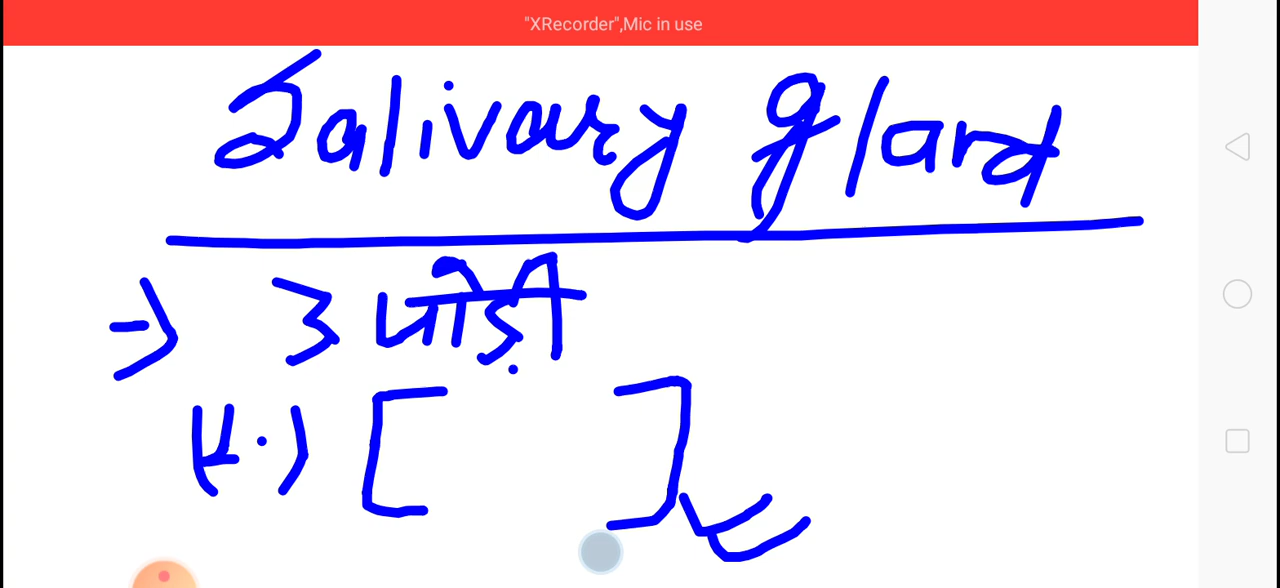 "XRecorder",Mic in use
Salivary gland
→ 3 जोड़ी